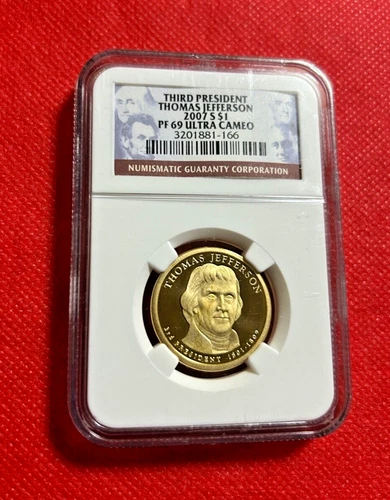 THIRD PRESIDENT
THOMAS JEFFERSON
2007 S $1
PF 69 ULTRA CAMEO
3201881-166
NUMISMATIC GUARANTY CORPORATION
THOMAS JEFFERSON
3rd PRESIDENT 1801-1809